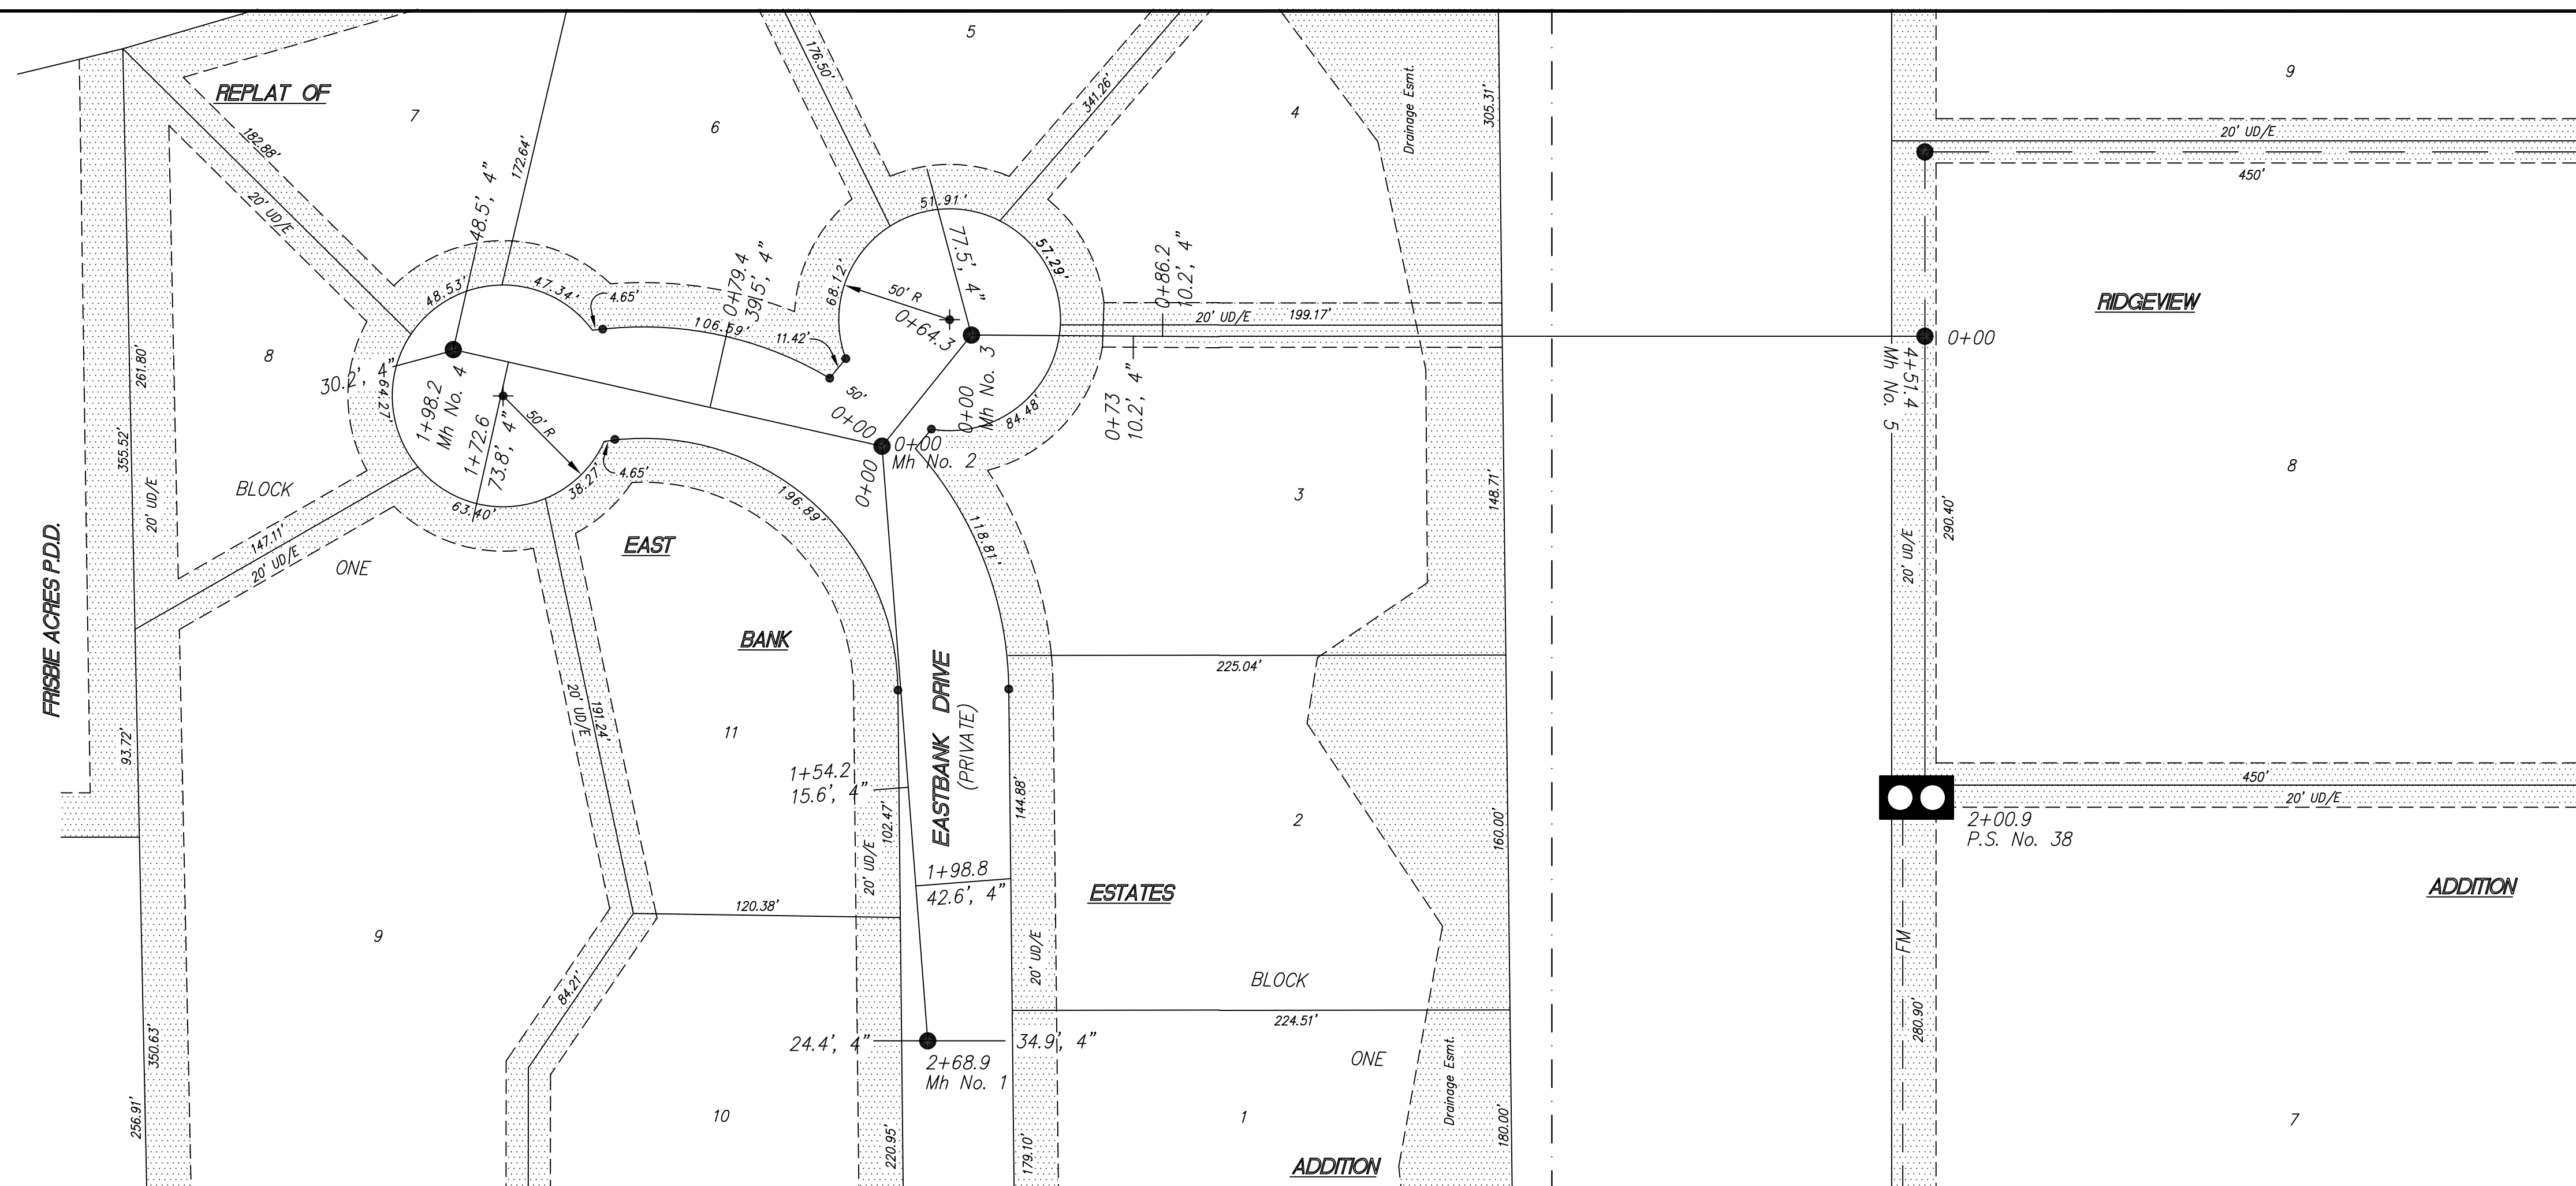 5
9
176.50'
341.26'
REPLAT OF
7
6
4
Drainage Esmt.
305.31'
20' UD/E
450'
182.88'
172.64'
20' UD/E
48.5', 4"
51.91'
77.5', 4"
57.29'
68.12'
50' R
0+64.3
0+86.2
10.2', 4"
20' UD/E
199.17'
0+73
10.2', 4"
RIDGEVIEW
0+00
4+51.4
Mh No. 5
48.53'
47.34'
4.65'
106.59'
0+79.4
39.5', 4"
11.42'
50'
0+00
Mh No. 3
84.48'
8
261.80'
355.52'
20' UD/E
30.2', 4"
64.27'
1+98.2
Mh No. 4
1+72.6
73.8', 4"
50' R
4.65'
38.27'
63.40'
0+00
0+00
Mh No. 2
0+00
196.89'
118.81'
3
148.71'
8
290.40'
20' UD/E
BLOCK
ONE
147.11'
20' UD/E
FRISBIE ACRES P.D.D.
EAST
BANK
20' UD/E
191.24'
11
93.72'
225.04'
EASTBANK DRIVE
(PRIVATE)
1+54.2
15.6', 4"
102.47'
20' UD/E
144.88'
2
160.00'
450'
20' UD/E
2+00.9
P.S. No. 38
1+98.8
42.6', 4"
ESTATES
ADDITION
120.38'
9
20' UD/E
FM
BLOCK
84.21'
224.51'
280.90'
350.63'
24.4', 4"
34.9', 4"
2+68.9
Mh No. 1
ONE
Drainage Esmt.
256.91'
10
220.95'
179.10'
1
180.00'
7
ADDITION